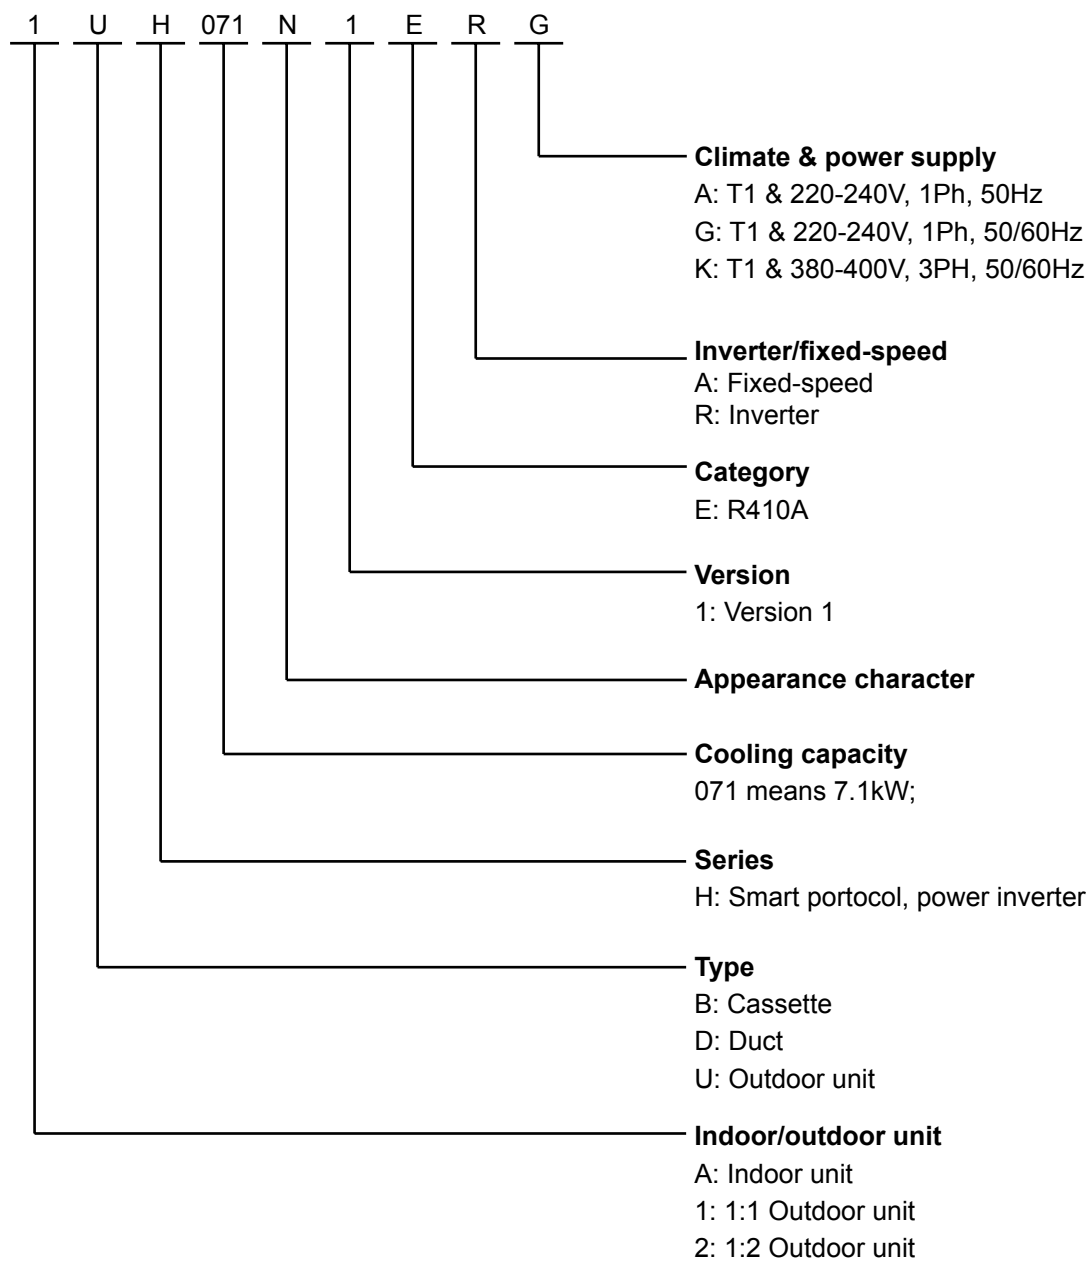 1 U H 071 N 1 E R G
Climate & power supply
A: T1 & 220-240V, 1Ph, 50Hz
G: T1 & 220-240V, 1Ph, 50/60Hz
K: T1 & 380-400V, 3PH, 50/60Hz
Inverter/fixed-speed
A: Fixed-speed
R: Inverter
Category
E: R410A
Version
1: Version 1
Appearance character
Cooling capacity
071 means 7.1kW;
Series
H: Smart portocol, power inverter
Type
B: Cassette
D: Duct
U: Outdoor unit
Indoor/outdoor unit
A: Indoor unit
1: 1:1 Outdoor unit
2: 1:2 Outdoor unit